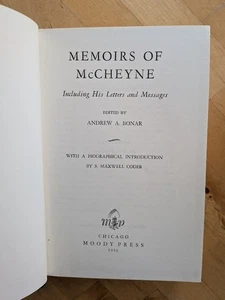 MEMOIRS OF
McCHEYNE
Including His Letters and Messages
EDITED BY
ANDREW A. BONAR
WITH A BIOGRAPHICAL INTRODUCTION
BY S. MAXWELL CODER
CHICAGO
MOODY PRESS